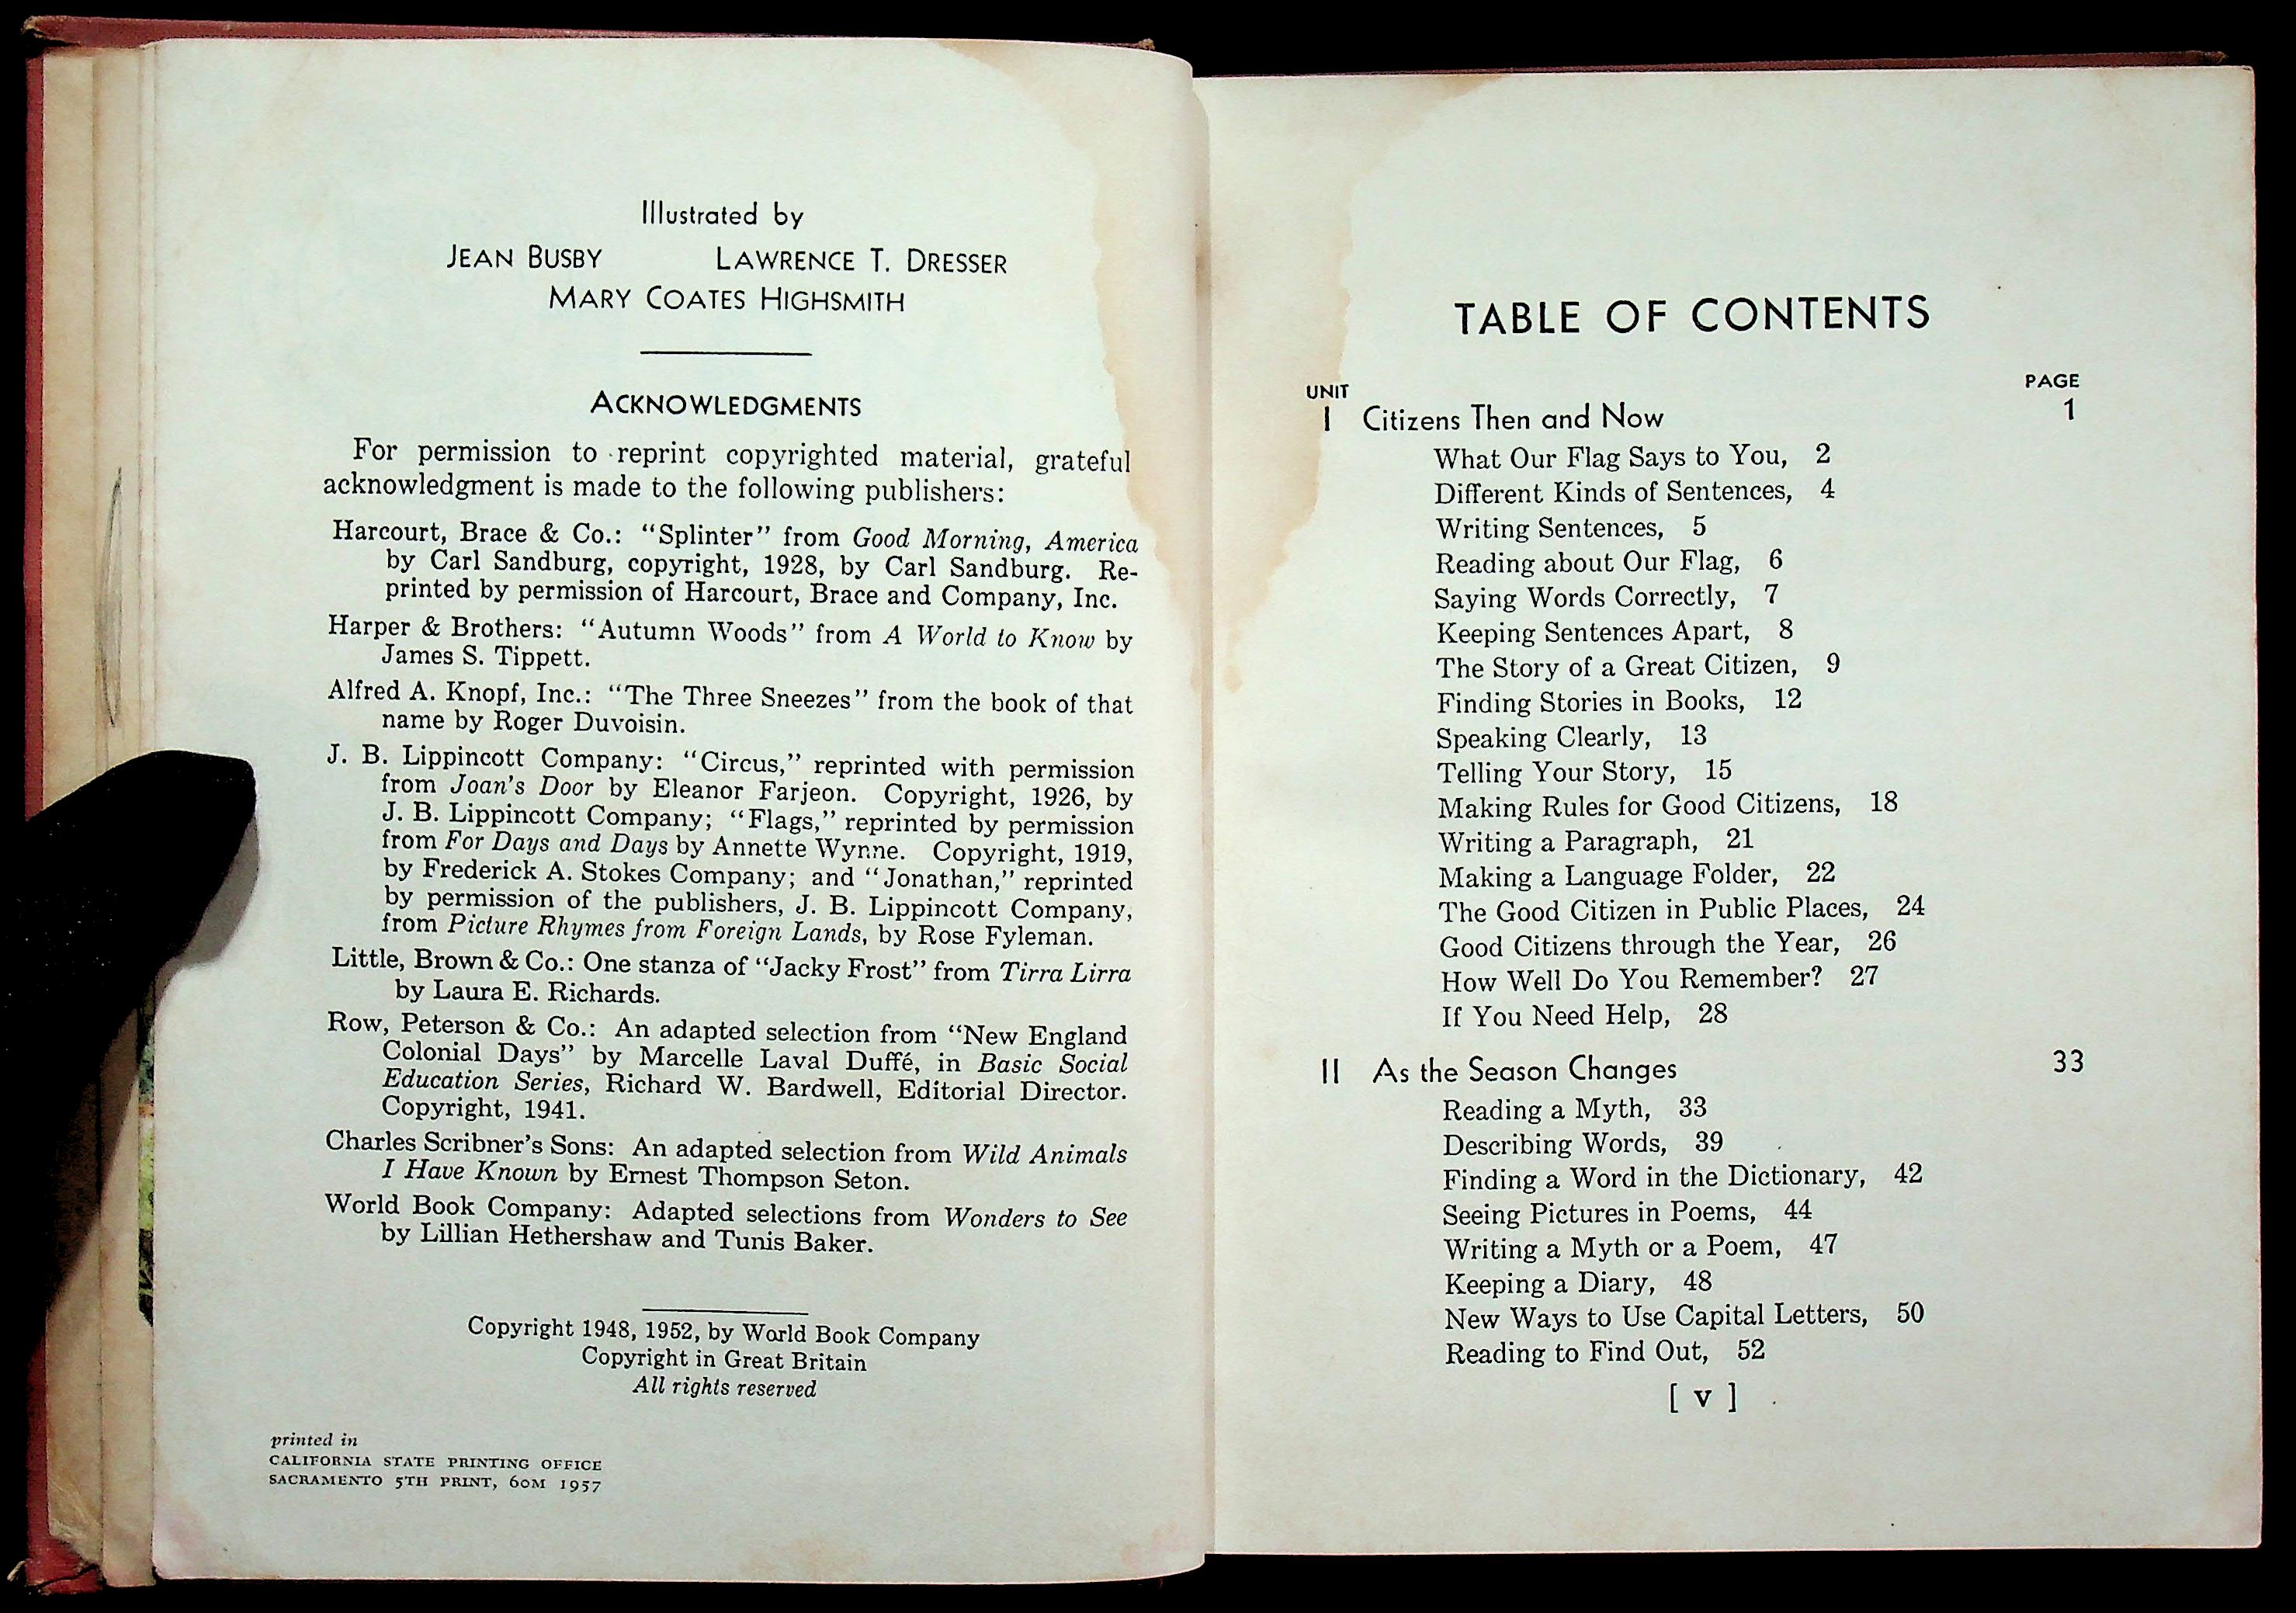 Illustrated by
JEAN BUSBY LAWRENCE T. DRESSER
MARY COATES HIGHSMITH
ACKNOWLEDGMENTS
For permission to reprint copyrighted material, grateful
acknowledgment is made to the following publishers:
Harcourt, Brace & Co.: “Splinter” from Good Morning, America
by Carl Sandburg, copyright, 1928, by Carl Sandburg. Re-
printed by permission of Harcourt, Brace and Company, Inc.
Harper & Brothers: “Autumn Woods” from A World to Know by
James S. Tippett.
Alfred A. Knopf, Inc.: “The Three Sneezes” from the book of that
name by Roger Duvoisin.
J. B. Lippincott Company: “Circus,” reprinted with permission
from Joan's Door by Eleanor Farjeon. Copyright, 1926, by
J. B. Lippincott Company; “Flags,” reprinted by permission
from For Days and Days by Annette Wynne. Copyright, 1919,
by Frederick A. Stokes Company; and “Jonathan,” reprinted
by permission of the publishers, J. B. Lippincott Company,
from Picture Rhymes from Foreign Lands, by Rose Fyleman.
Little, Brown & Co.: One stanza of “Jacky Frost” from Tirra Lirra
by Laura E. Richards.
Row, Peterson & Co.: An adapted selection from “New England
Colonial Days” by Marcelle Laval Duffé, in Basic Social
Education Series, Richard W. Bardwell, Editorial Director.
Copyright, 1941.
Charles Scribner's Sons: An adapted selection from Wild Animals
I Have Known by Ernest Thompson Seton.
World Book Company: Adapted selections from Wonders to See
by Lillian Hethershaw and Tunis Baker.
Copyright 1948, 1952, by World Book Company
Copyright in Great Britain
All rights reserved
printed in
CALIFORNIA STATE PRINTING OFFICE
SACRAMENTO 5TH PRINT, 60M 1957
TABLE OF CONTENTS
UNIT PAGE
I Citizens Then and Now 1
What Our Flag Says to You, 2
Different Kinds of Sentences, 4
Writing Sentences, 5
Reading about Our Flag, 6
Saying Words Correctly, 7
Keeping Sentences Apart, 8
The Story of a Great Citizen, 9
Finding Stories in Books, 12
Speaking Clearly, 13
Telling Your Story, 15
Making Rules for Good Citizens, 18
Writing a Paragraph, 21
Making a Language Folder, 22
The Good Citizen in Public Places, 24
Good Citizens through the Year, 26
How Well Do You Remember? 27
If You Need Help, 28
II As the Season Changes 33
Reading a Myth, 33
Describing Words, 39
Finding a Word in the Dictionary, 42
Seeing Pictures in Poems, 44
Writing a Myth or a Poem, 47
Keeping a Diary, 48
New Ways to Use Capital Letters, 50
Reading to Find Out, 52
[ v ]